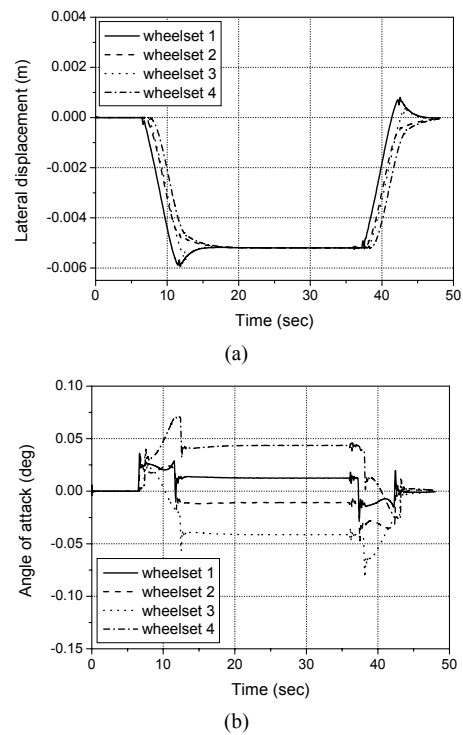 0.004
0.002
0.000
-0.002
-0.004
-0.006
Lateral displacement (m)
wheelset 1
wheelset 2
wheelset 3
wheelset 4
0 10 20 30 40 50
Time (sec)
(a)
0.10
0.05
0.00
-0.05
-0.10
-0.15
Angle of attack (deg)
wheelset 1
wheelset 2
wheelset 3
wheelset 4
0 10 20 30 40 50
Time (sec)
(b)